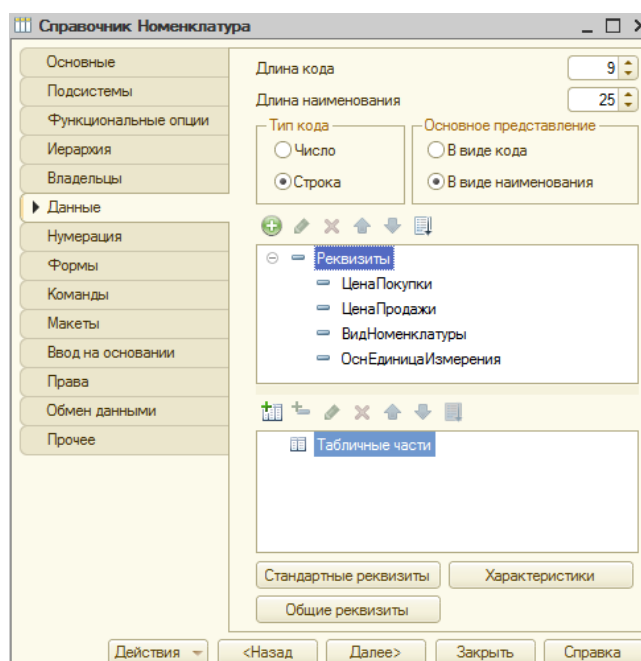 Справочник Номенклатура
Основные
Подсистемы
Функциональные опции
Иерархия
Владельцы
Данные
Нумерация
Формы
Команды
Макеты
Ввод на основании
Права
Обмен данными
Прочее
Длина кода 9
Длина наименования 25
Тип кода
Число
Строка
Основное представление
В виде кода
В виде наименования
Реквизиты
ЦенаПокупки
ЦенаПродажи
ВидНоменклатуры
ОснЕдиницаИзмерения
Табличные части
Стандартные реквизиты Характеристики
Общие реквизиты
Действия <Назад Далее> Закрыть Справка